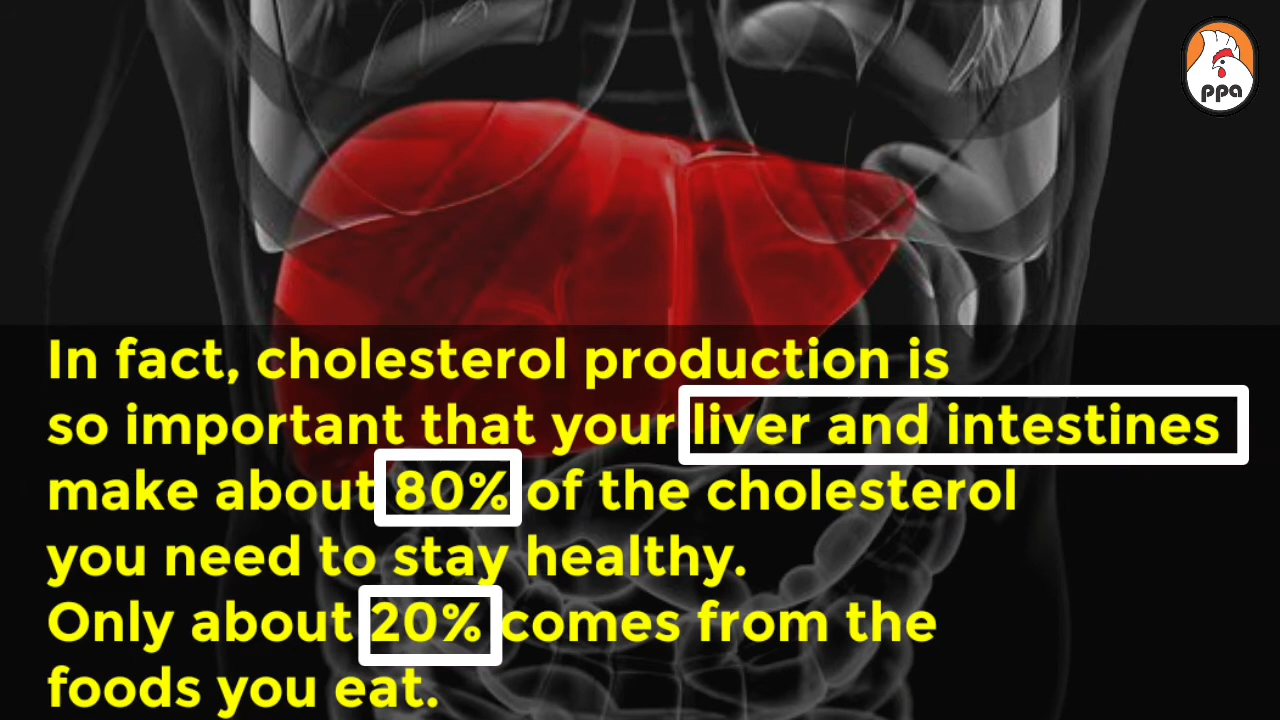 ppa
In fact, cholesterol production is
so important that your liver and intestines
make about 80% of the cholesterol
you need to stay healthy.
Only about 20% comes from the
foods you eat.